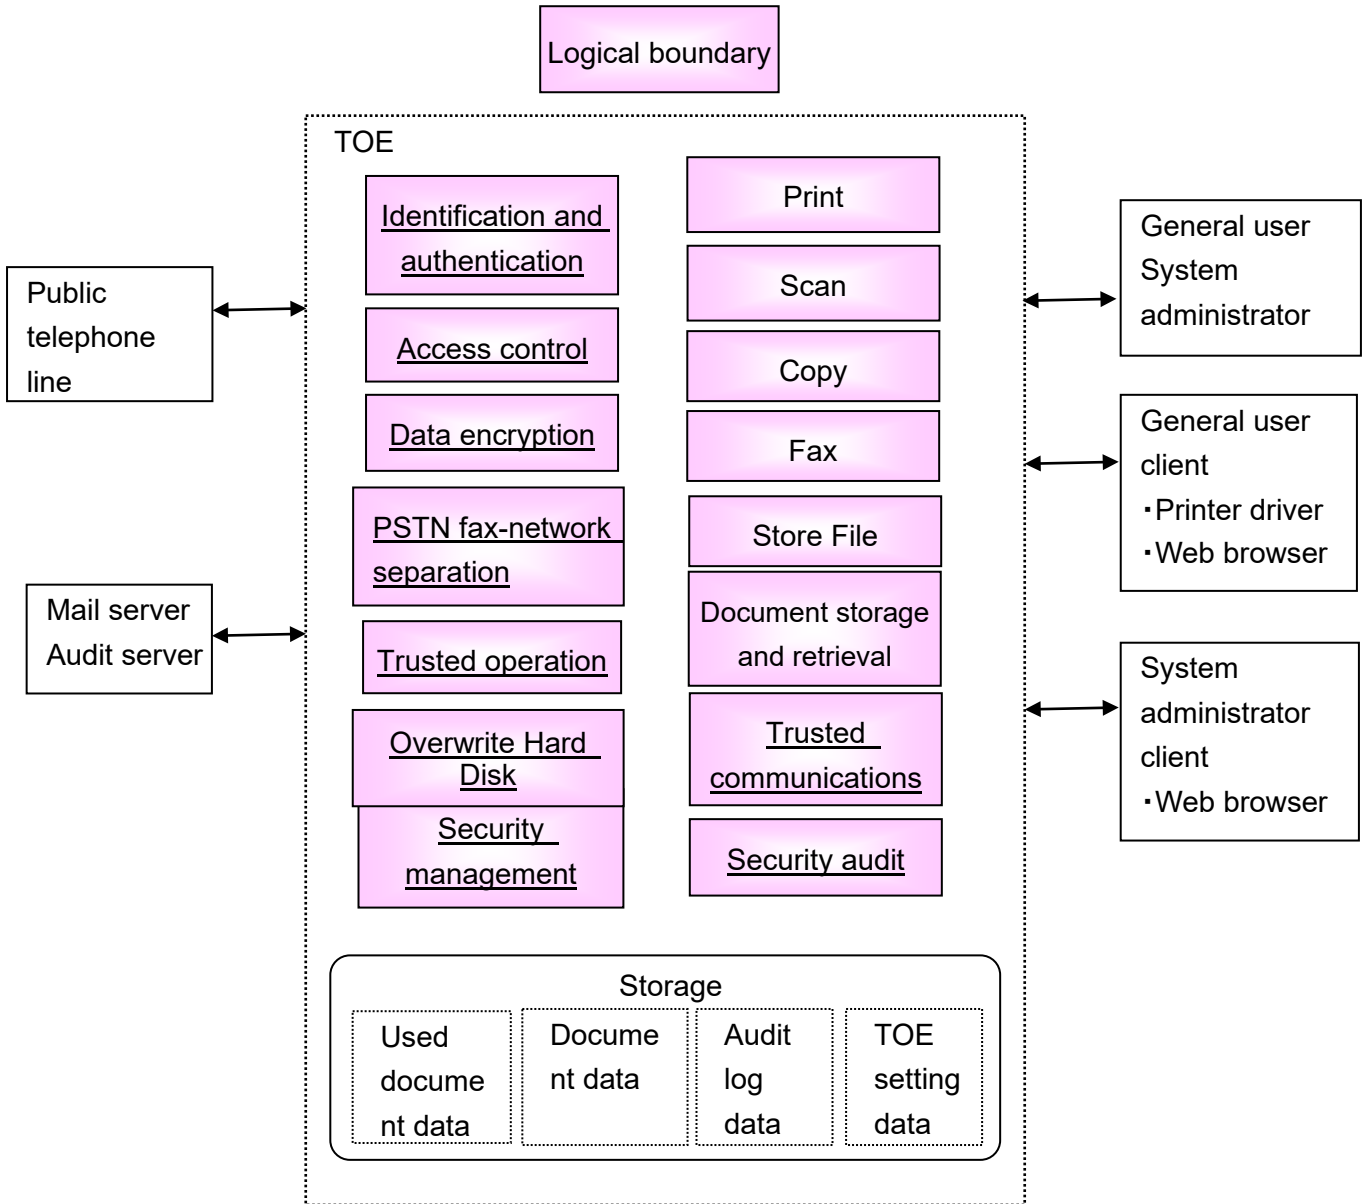 Logical boundary
TOE
Identification and
authentication
Access control
Data encryption
PSTN fax-network
separation
Trusted operation
Overwrite Hard
Disk
Security
management
Print
Scan
Copy
Fax
Store File
Document storage
and retrieval
Trusted
communications
Security audit
Public
telephone
line
Mail server
Audit server
General user
System
administrator
General user
client
・Printer driver
・Web browser
System
administrator
client
・Web browser
Storage
Used
docume
nt data
Docume
nt data
Audit
log
data
TOE
setting
data